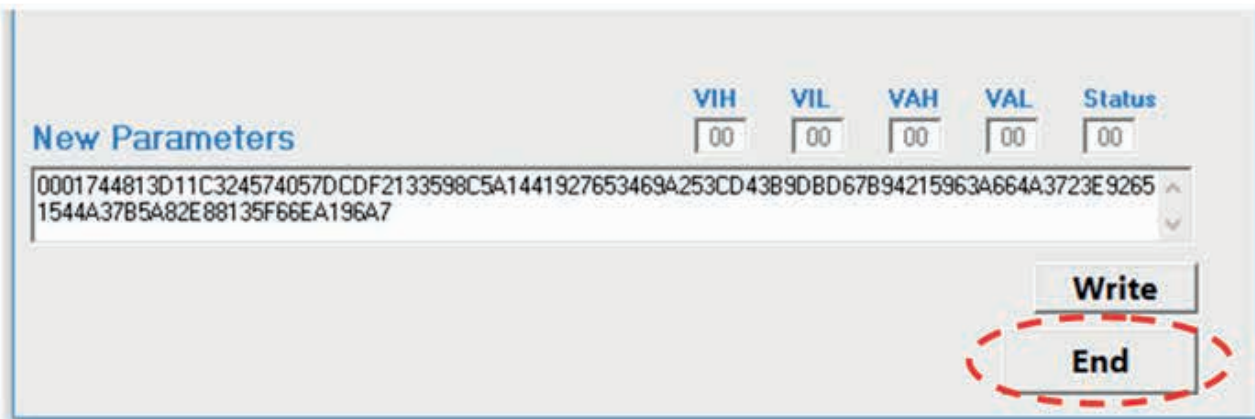 VIH VIL VAH VAL Status
New Parameters 00 00 00 00 00
0001744813D11C324574057DCDF2133598C5A1441927653469A253CD43B9DBD67B94215963A664A3723E9265
1544A37B5A82E88135F66EA196A7
Write
End